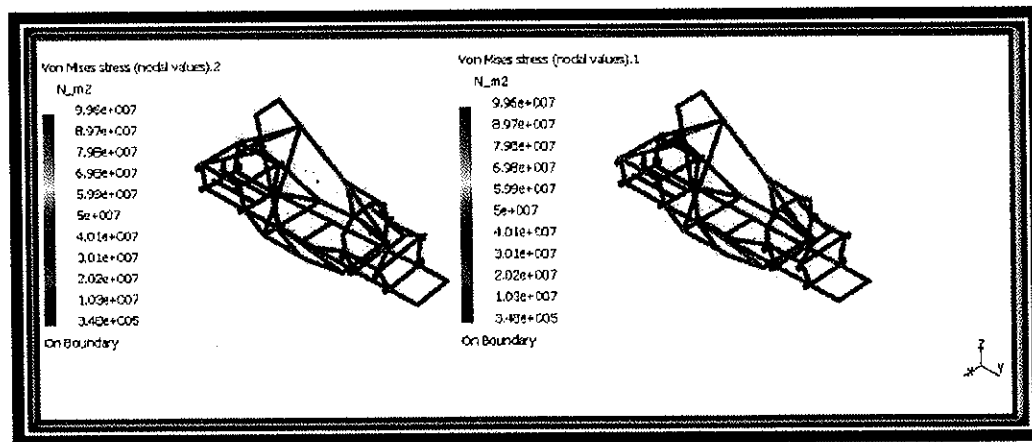 Von Mises stress (nodal values).2
N_m2
9.96e+007
8.97e+007
7.98e+007
6.98e+007
5.99e+007
5e+007
4.01e+007
3.01e+007
2.02e+007
1.03e+007
3.48e+005
On Boundary
Von Mises stress (nodal values).1
N_m2
9.96e+007
8.97e+007
7.98e+007
6.98e+007
5.99e+007
5e+007
4.01e+007
3.01e+007
2.02e+007
1.03e+007
3.48e+005
On Boundary
z
x
y